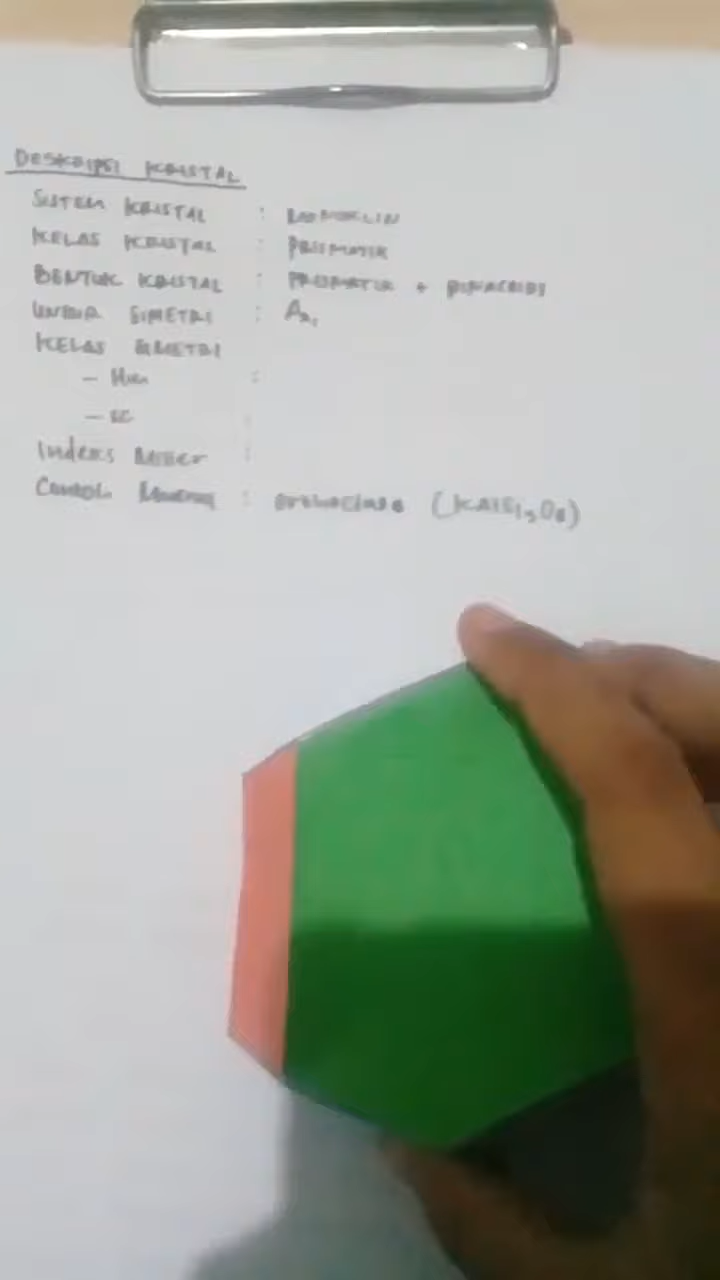 DESKRIPSI KRISTAL
SISTEM KRISTAL : MONOKLIN
KELAS KRISTAL : PRISMATIK
BENTUK KRISTAL : PRISMATIK + PINACOID
UNSUR SIMETRI : A2,
KELAS SIMETRI
– HM :
– SC :
Indeks Miller :
Contoh Mineral : orthoclase (KAlSi3O8)